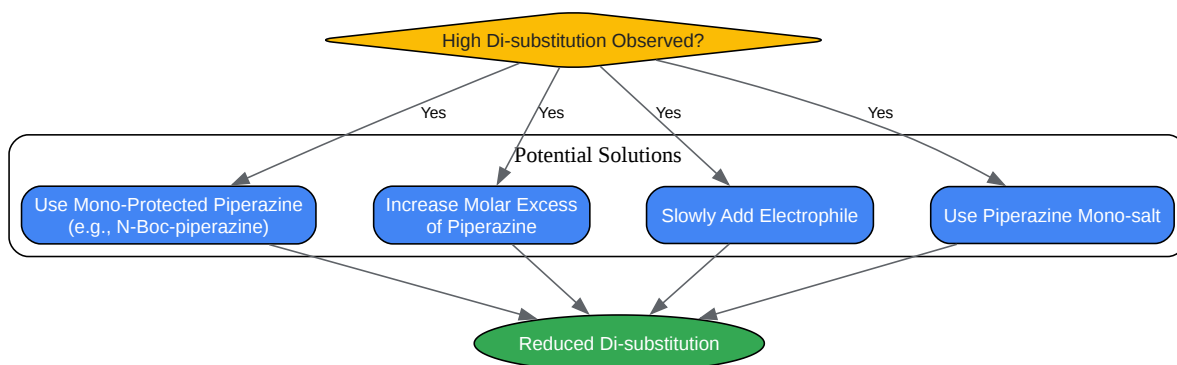 High Di-substitution Observed?
Yes
Yes
Yes
Yes
Potential Solutions
Use Mono-Protected Piperazine
(e.g., N-Boc-piperazine)
Increase Molar Excess
of Piperazine
Slowly Add Electrophile
Use Piperazine Mono-salt
Reduced Di-substitution